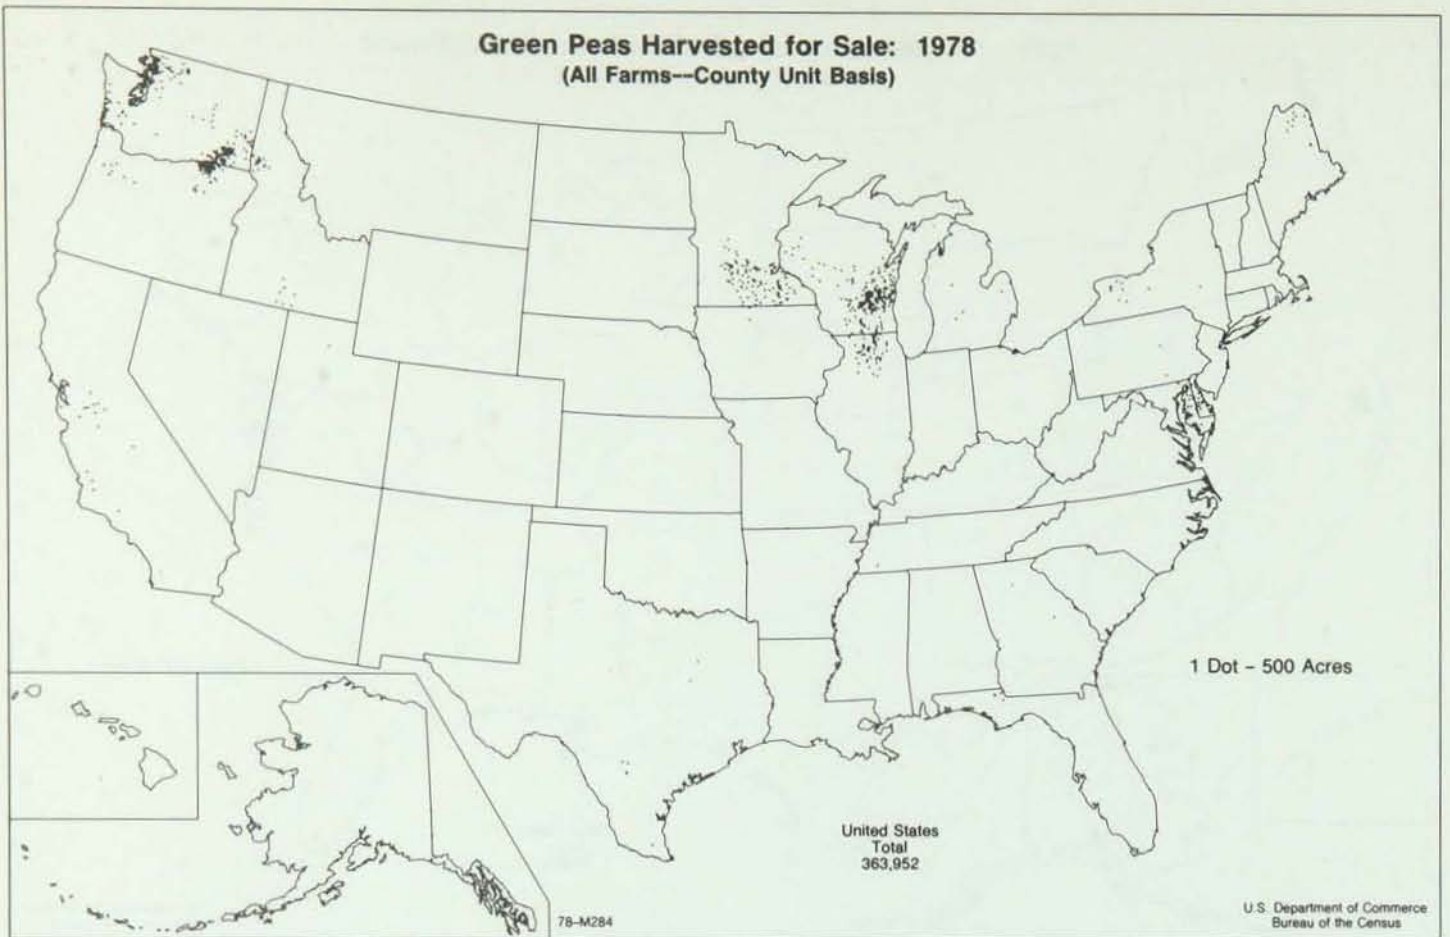 Green Peas Harvested for Sale: 1978
(All Farms--County Unit Basis)
1 Dot - 500 Acres
United States
Total
363,952
78-M284
U.S. Department of Commerce
Bureau of the Census